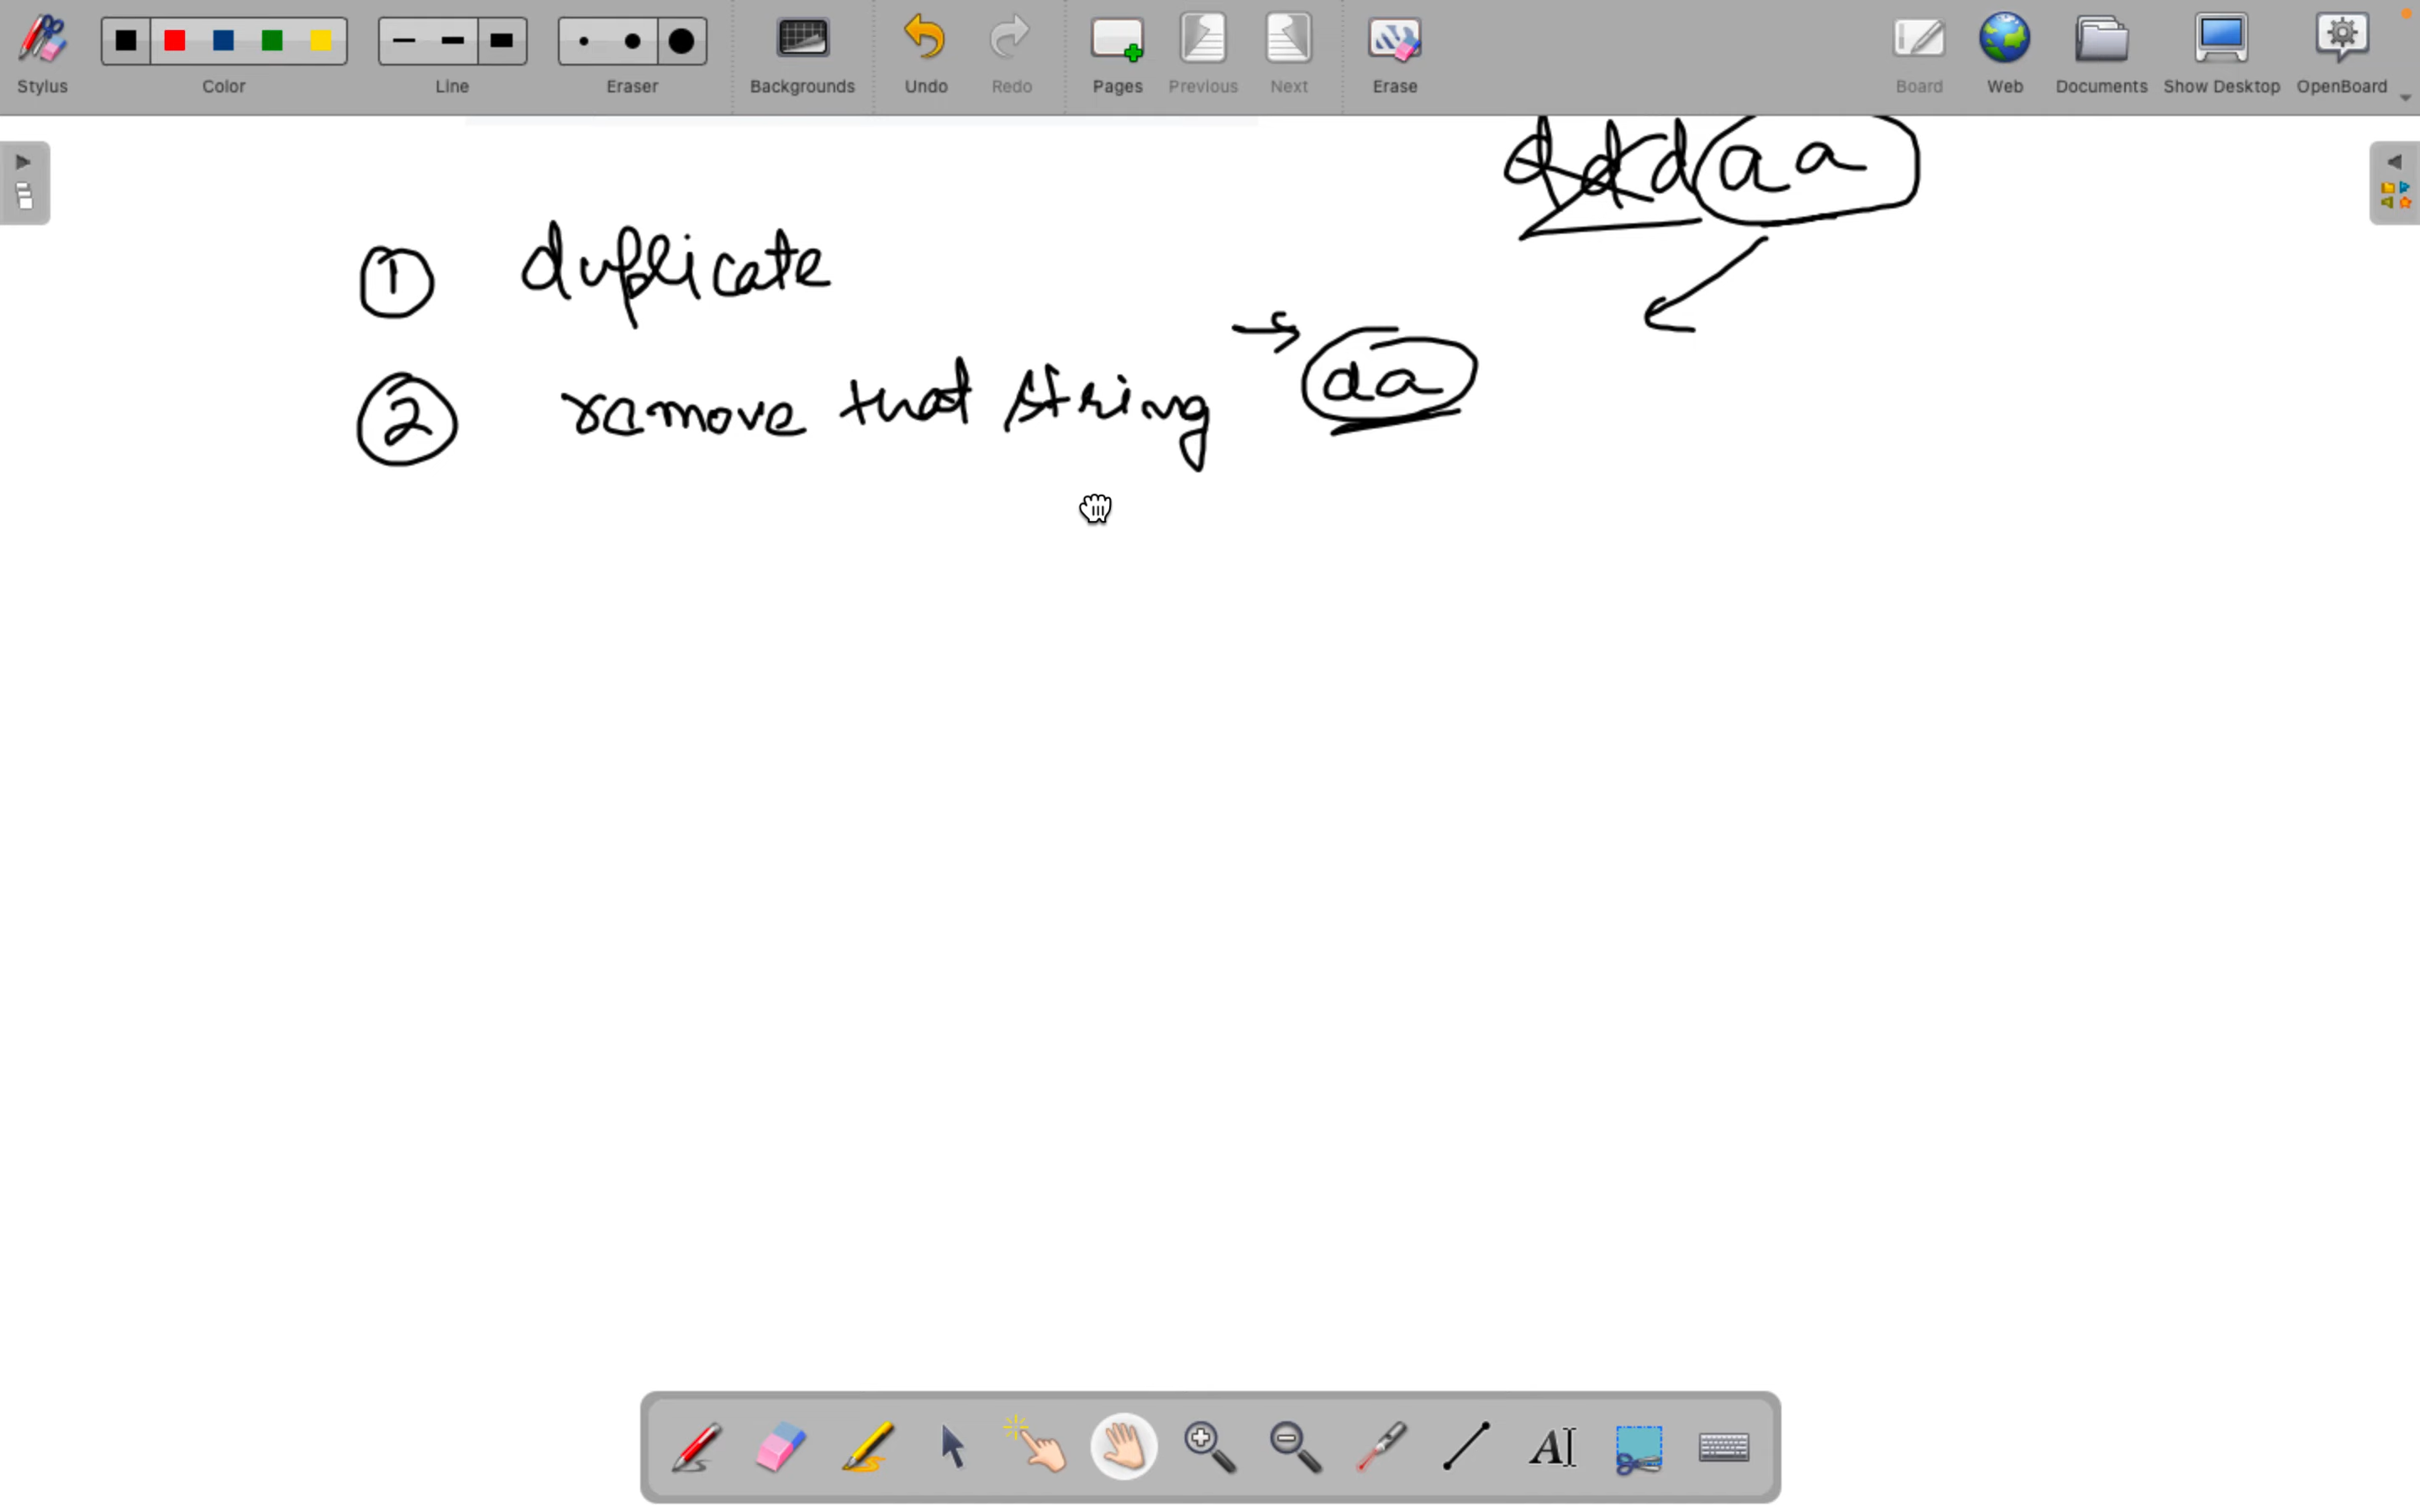 Stylus Color Line Eraser Backgrounds Undo Redo Pages Previous Next Erase Board Web Documents Show Desktop OpenBoard
dddaa
① duplicate
② remove that string → aa